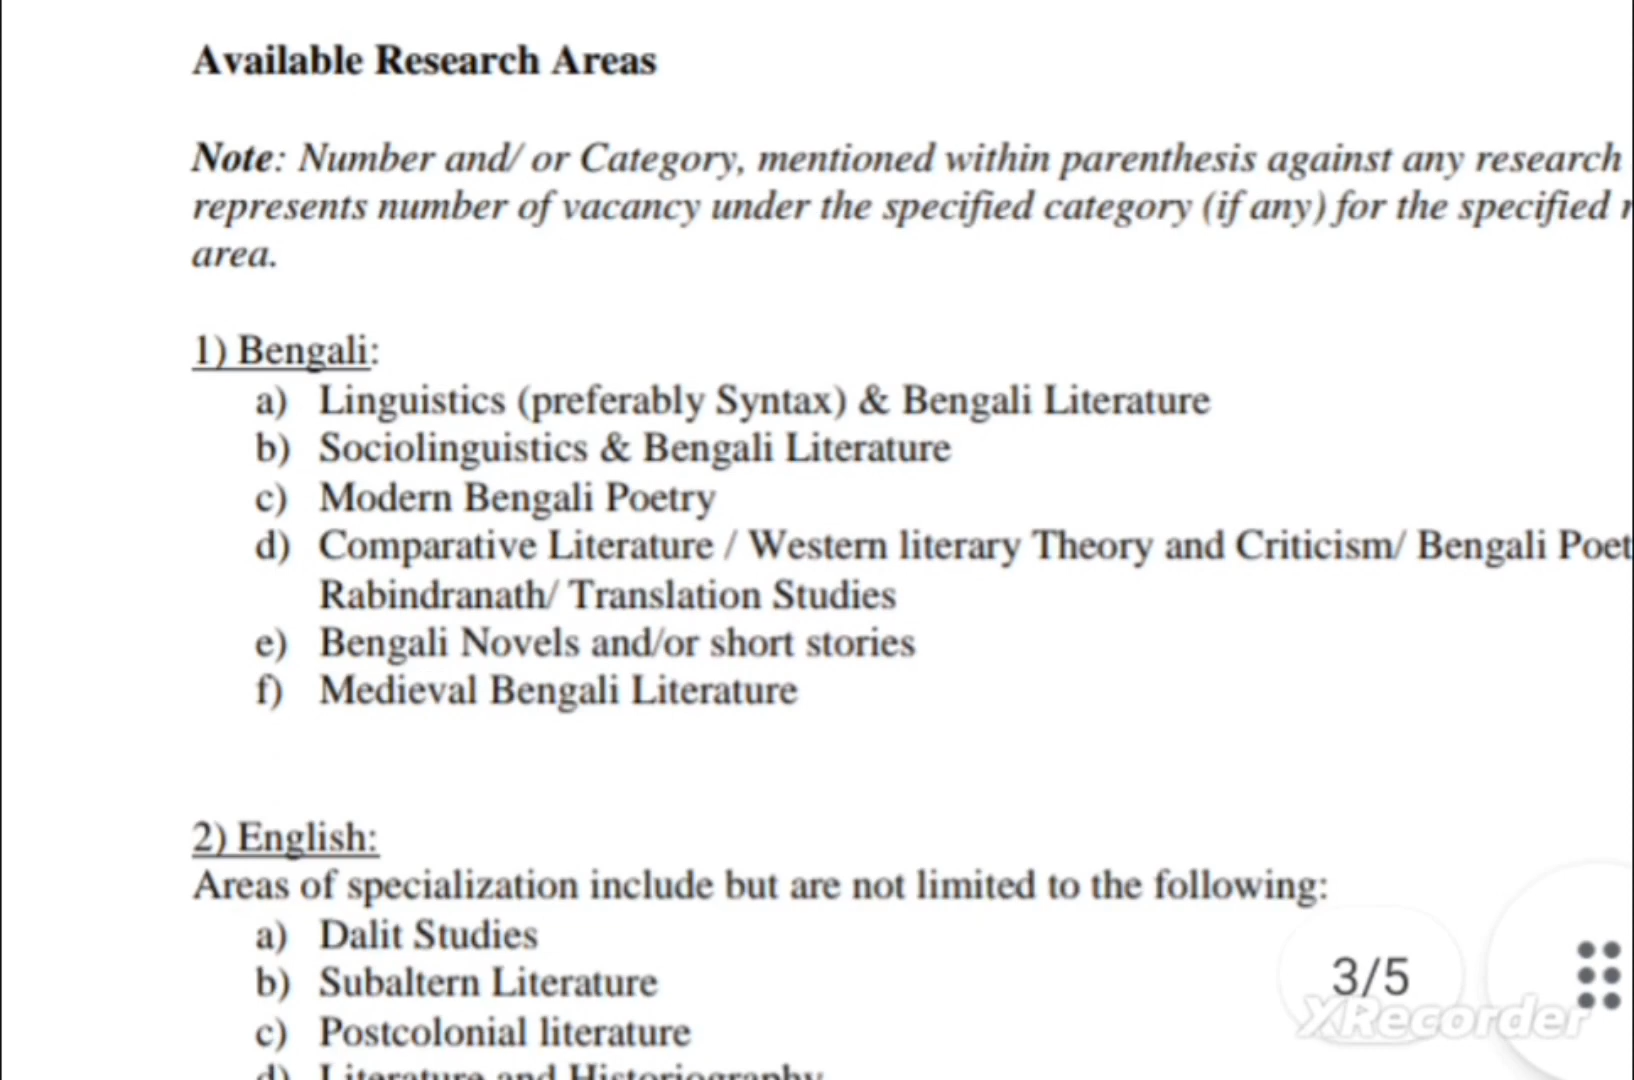 Available Research Areas
Note: Number and/ or Category, mentioned within parenthesis against any research
represents number of vacancy under the specified category (if any) for the specified
area.
1) Bengali:
a) Linguistics (preferably Syntax) & Bengali Literature
b) Sociolinguistics & Bengali Literature
c) Modern Bengali Poetry
d) Comparative Literature / Western literary Theory and Criticism/ Bengali
Rabindranath/ Translation Studies
e) Bengali Novels and/or short stories
f) Medieval Bengali Literature
2) English:
Areas of specialization include but are not limited to the following:
a) Dalit Studies
b) Subaltern Literature
c) Postcolonial literature
d) Literature and Historiography
3/5
XRecorder